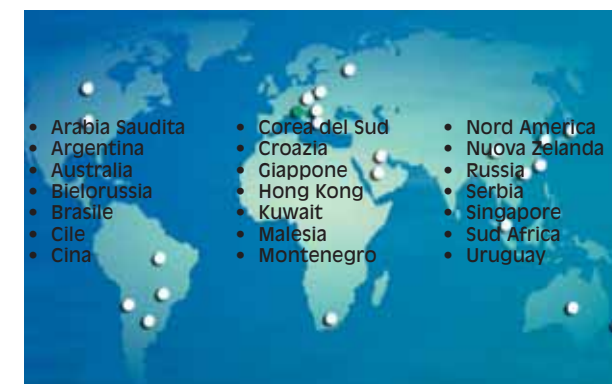 • Arabia Saudita
• Argentina
• Australia
• Bielorussia
• Brasile
• Cile
• Cina
• Corea del Sud
• Croazia
• Giappone
• Hong Kong
• Kuwait
• Malesia
• Montenegro
• Nord America
• Nuova Zelanda
• Russia
• Serbia
• Singapore
• Sud Africa
• Uruguay